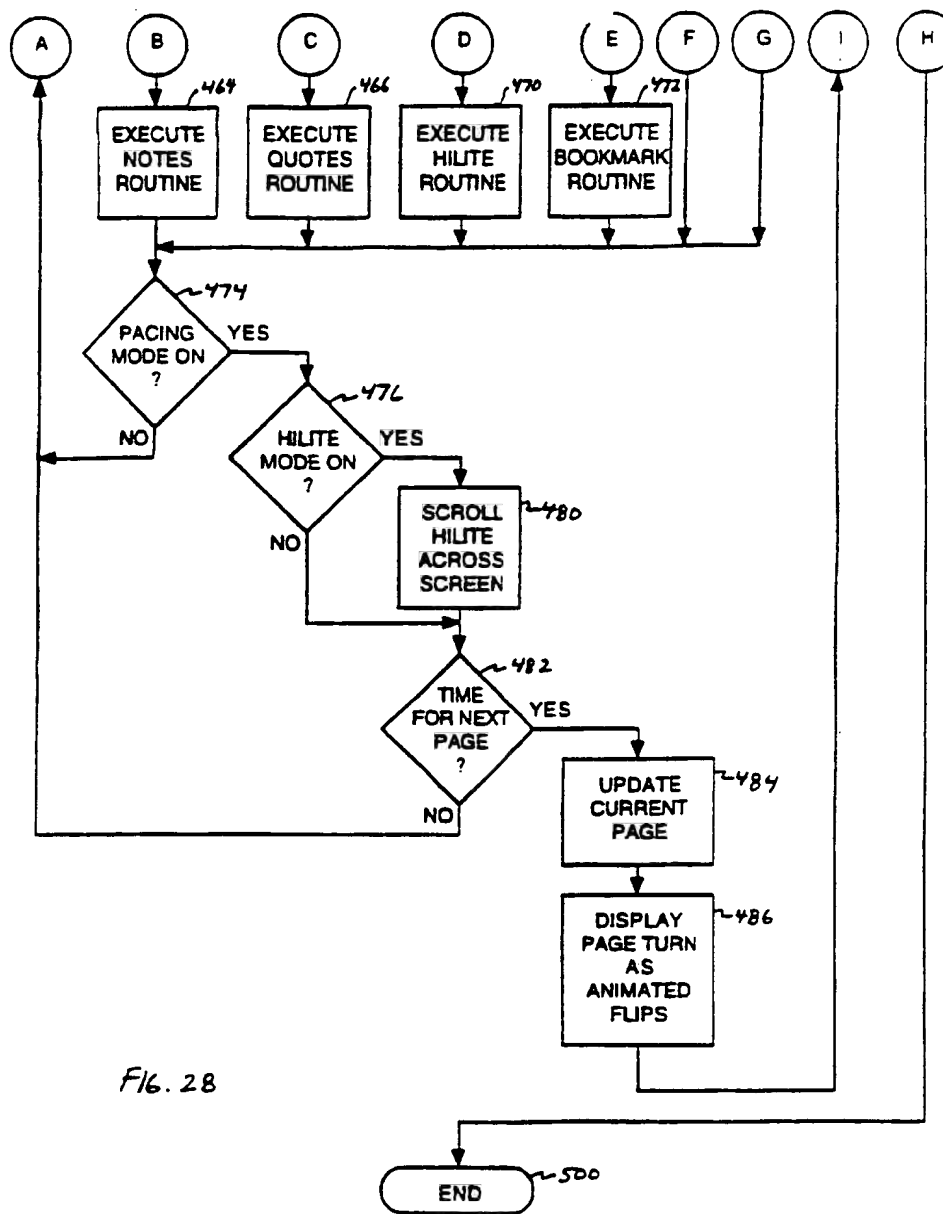 A B C D E F G I H
464 466 470 472
EXECUTE
NOTES
ROUTINE
EXECUTE
QUOTES
ROUTINE
EXECUTE
HILITE
ROUTINE
EXECUTE
BOOKMARK
ROUTINE
474
PACING
MODE ON
?
YES
NO
476
HILITE
MODE ON
?
YES
NO
480
SCROLL
HILITE
ACROSS
SCREEN
482
TIME
FOR NEXT
PAGE
?
YES
NO
484
UPDATE
CURRENT
PAGE
486
DISPLAY
PAGE TURN
AS
ANIMATED
FLIPS
FIG. 28
500
END